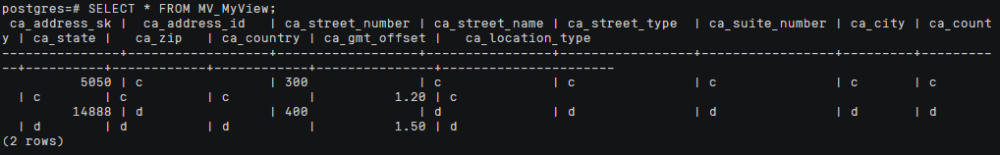 postgres=# SELECT * FROM MV_MyView;
 ca_address_sk |  ca_address_id   | ca_street_number | ca_street_name | ca_street_type  | ca_suite_number | ca_city | ca_count
y | ca_state |   ca_zip   | ca_country | ca_gmt_offset |   ca_location_type
---------------+------------------+------------------+----------------+-----------------+-----------------+---------+---------
--+----------+------------+------------+---------------+----------------------
          5050 | c                | 300              | c              | c               | c               | c       | c
  | c        | c          | c          |          1.20 | c
         14888 | d                | 400              | d              | d               | d               | d       | d
  | d        | d          | d          |          1.50 | d
(2 rows)